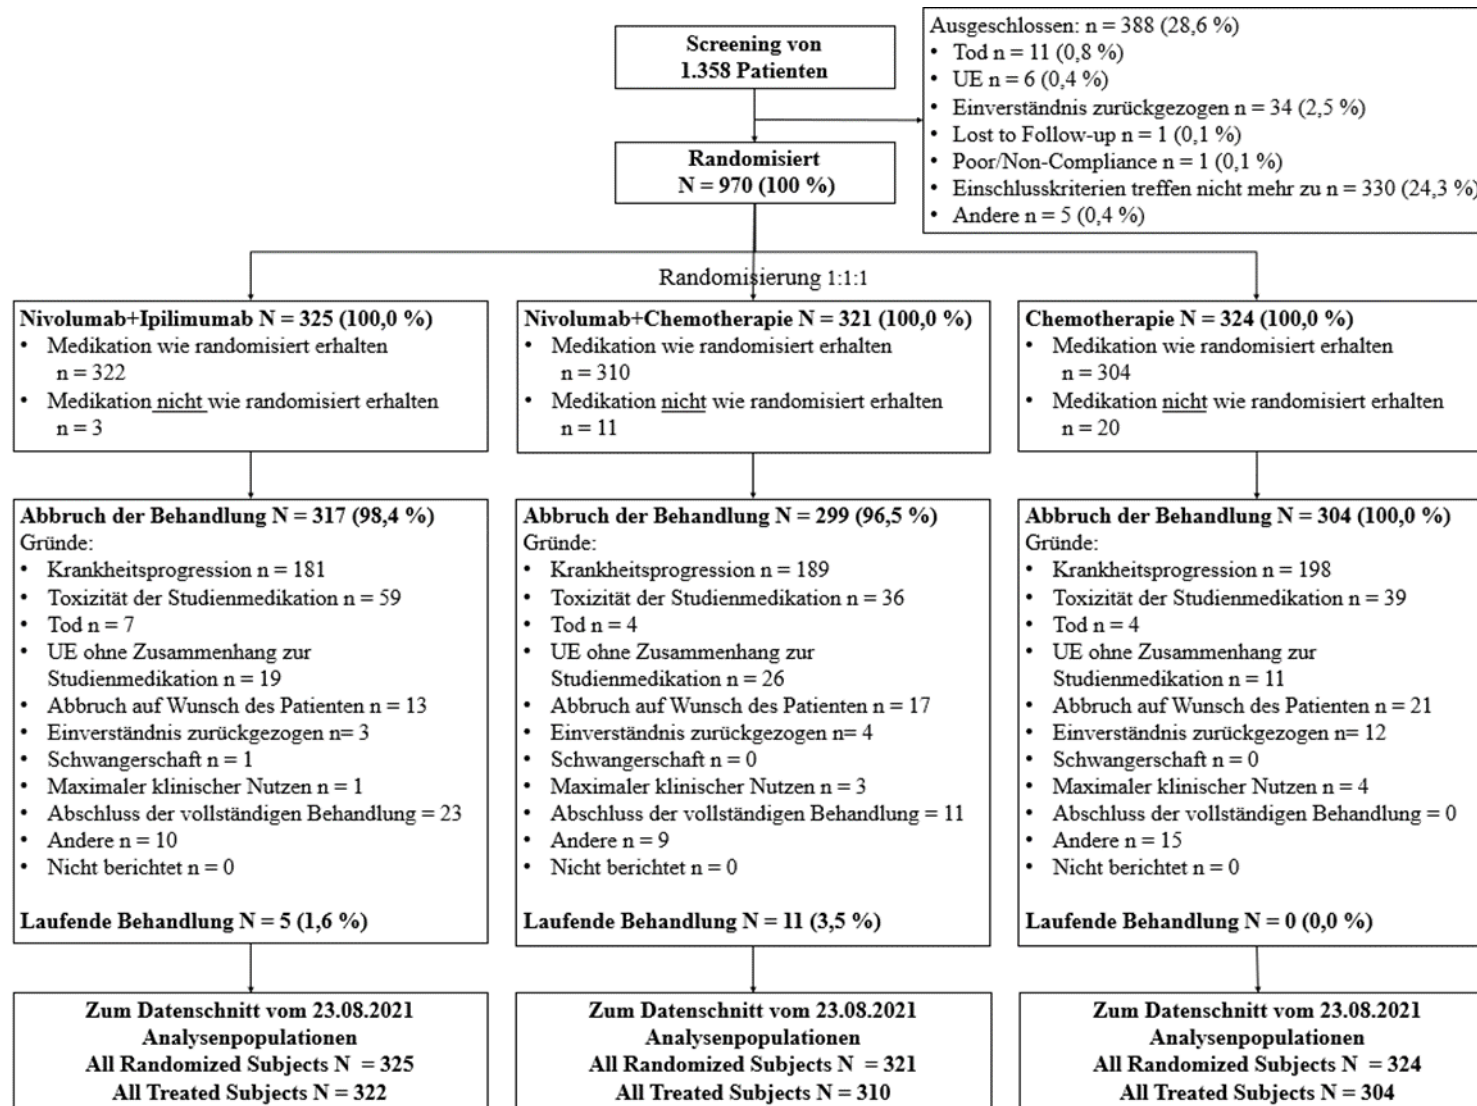 Screening von
1.358 Patienten
Ausgeschlossen: n = 388 (28,6 %)
• Tod n = 11 (0,8 %)
• UE n = 6 (0,4 %)
• Einverständnis zurückgezogen n = 34 (2,5 %)
• Lost to Follow-up n = 1 (0,1 %)
• Poor/Non-Compliance n = 1 (0,1 %)
• Einschlusskriterien treffen nicht mehr zu n = 330 (24,3 %)
• Andere n = 5 (0,4 %)
Randomisiert
N = 970 (100 %)
Randomisierung 1:1:1
Nivolumab+Ipilimumab N = 325 (100,0 %)
• Medikation wie randomisiert erhalten
n = 322
• Medikation nicht wie randomisiert erhalten
n = 3
Nivolumab+Chemotherapie N = 321 (100,0 %)
• Medikation wie randomisiert erhalten
n = 310
• Medikation nicht wie randomisiert erhalten
n = 11
Chemotherapie N = 324 (100,0 %)
• Medikation wie randomisiert erhalten
n = 304
• Medikation nicht wie randomisiert erhalten
n = 20
Abbruch der Behandlung N = 317 (98,4 %)
Gründe:
• Krankheitsprogression n = 181
• Toxizität der Studienmedikation n = 59
• Tod n = 7
• UE ohne Zusammenhang zur
Studienmedikation n = 19
• Abbruch auf Wunsch des Patienten n = 13
• Einverständnis zurückgezogen n= 3
• Schwangerschaft n = 1
• Maximaler klinischer Nutzen n = 1
• Abschluss der vollständigen Behandlung = 23
• Andere n = 10
• Nicht berichtet n = 0
Laufende Behandlung N = 5 (1,6 %)
Abbruch der Behandlung N = 299 (96,5 %)
Gründe:
• Krankheitsprogression n = 189
• Toxizität der Studienmedikation n = 36
• Tod n = 4
• UE ohne Zusammenhang zur
Studienmedikation n = 26
• Abbruch auf Wunsch des Patienten n = 17
• Einverständnis zurückgezogen n= 4
• Schwangerschaft n = 0
• Maximaler klinischer Nutzen n = 3
• Abschluss der vollständigen Behandlung = 11
• Andere n = 9
• Nicht berichtet n = 0
Laufende Behandlung N = 11 (3,5 %)
Abbruch der Behandlung N = 304 (100,0 %)
Gründe:
• Krankheitsprogression n = 198
• Toxizität der Studienmedikation n = 39
• Tod n = 4
• UE ohne Zusammenhang zur
Studienmedikation n = 11
• Abbruch auf Wunsch des Patienten n = 21
• Einverständnis zurückgezogen n= 12
• Schwangerschaft n = 0
• Maximaler klinischer Nutzen n = 4
• Abschluss der vollständigen Behandlung = 0
• Andere n = 15
• Nicht berichtet n = 0
Laufende Behandlung N = 0 (0,0 %)
Zum Datenschnitt vom 23.08.2021
Analysenpopulationen
All Randomized Subjects N = 325
All Treated Subjects N = 322
Zum Datenschnitt vom 23.08.2021
Analysenpopulationen
All Randomized Subjects N = 321
All Treated Subjects N = 310
Zum Datenschnitt vom 23.08.2021
Analysenpopulationen
All Randomized Subjects N = 324
All Treated Subjects N = 304